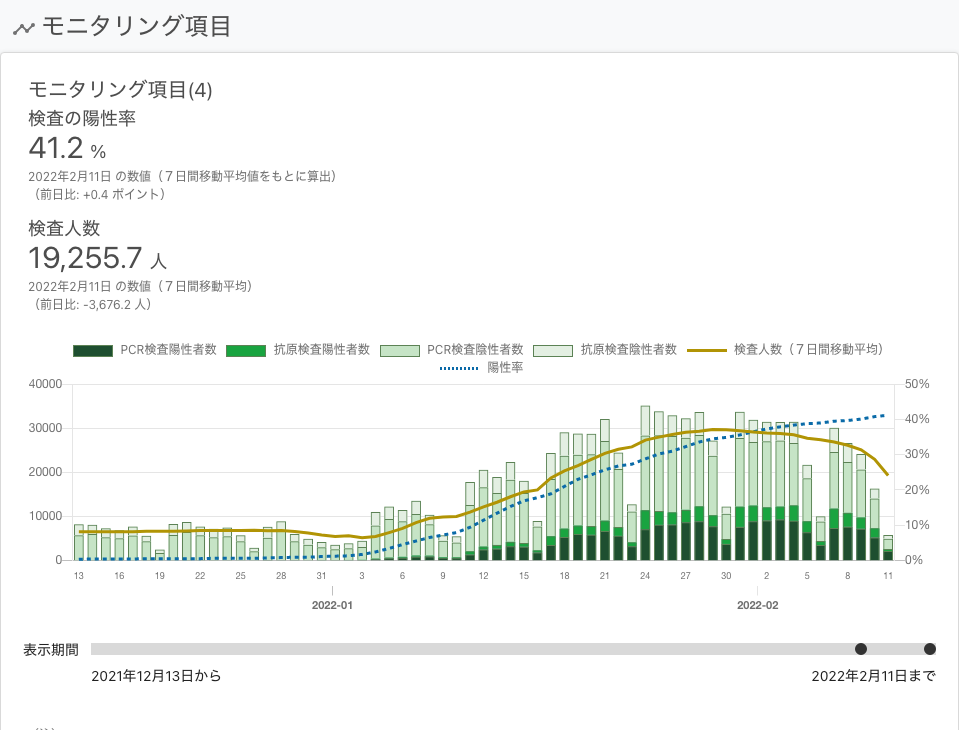 モニタリング項目
モニタリング項目(4)
検査の陽性率
41.2 %
2022年2月11日 の数値（７日間移動平均値をもとに算出）
（前日比: +0.4 ポイント）
検査人数
19,255.7 人
2022年2月11日 の数値（７日間移動平均）
（前日比: -3,676.2 人）
PCR検査陽性者数 抗原検査陽性者数 PCR検査陰性者数 抗原検査陰性者数 検査人数（７日間移動平均）
陽性率
40000 50%
40%
30000
30%
20000
20%
10000
10%
0 0%
13 16 19 22 25 28 31 3 6 9 12 15 18 21 24 27 30 2 5 8 11
2022-01 2022-02
表示期間
2021年12月13日から 2022年2月11日まで